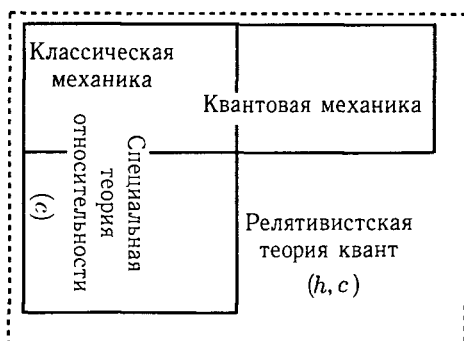 Классическая
механика
Квантовая механика
Специальная
теория
относительности
(c)
Релятивистская
теория квант
(h, c)